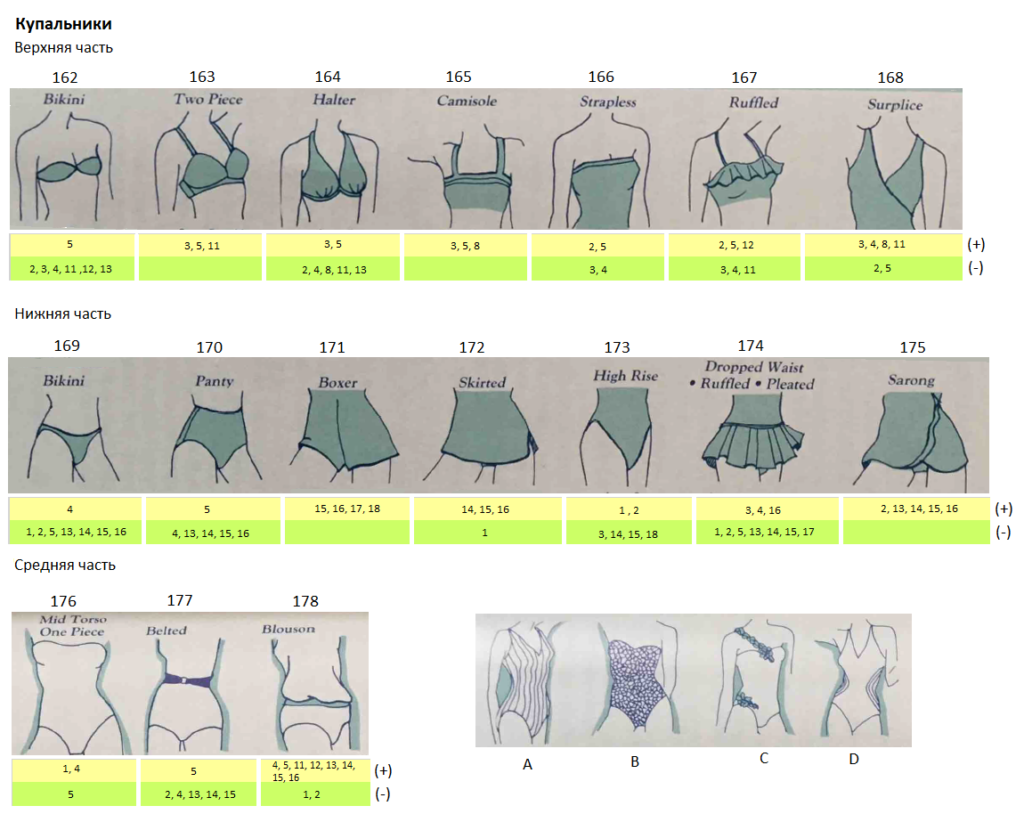 Купальники
Верхняя часть
162 163 164 165 166 167 168
Bikini Two Piece Halter Camisole Strapless Ruffled Surplice
5 3, 5, 11 3, 5 3, 5, 8 2, 5 2, 5, 12 3, 4, 8, 11 (+)
2, 3, 4, 11 ,12, 13 2, 4, 8, 11, 13 3, 4 3, 4, 11 2, 5 (-)
Нижняя часть
169 170 171 172 173 174 175
Bikini Panty Boxer Skirted High Rise Dropped Waist Sarong
• Ruffled • Pleated
4 5 15, 16, 17, 18 14, 15, 16 1 , 2 3, 4, 16 2, 13, 14, 15, 16 (+)
1, 2, 5, 13, 14, 15, 16 4, 13, 14, 15, 16 1 3, 14, 15, 18 1, 2, 5, 13, 14, 15, 17 (-)
Средняя часть
176 177 178
Mid Torso
One Piece Belted Blouson
1, 4 5 4, 5, 11, 12, 13, 14,
15, 16 (+)
5 2, 4, 13, 14, 15 1, 2 (-)
A B C D